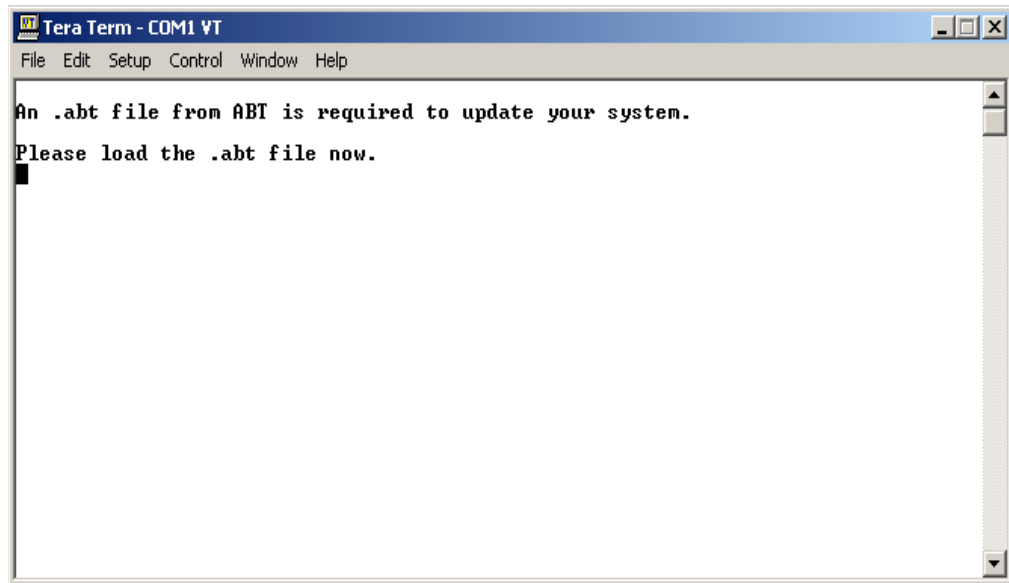 Tera Term - COM1 VT
File Edit Setup Control Window Help
An .abt file from ABT is required to update your system.
Please load the .abt file now.